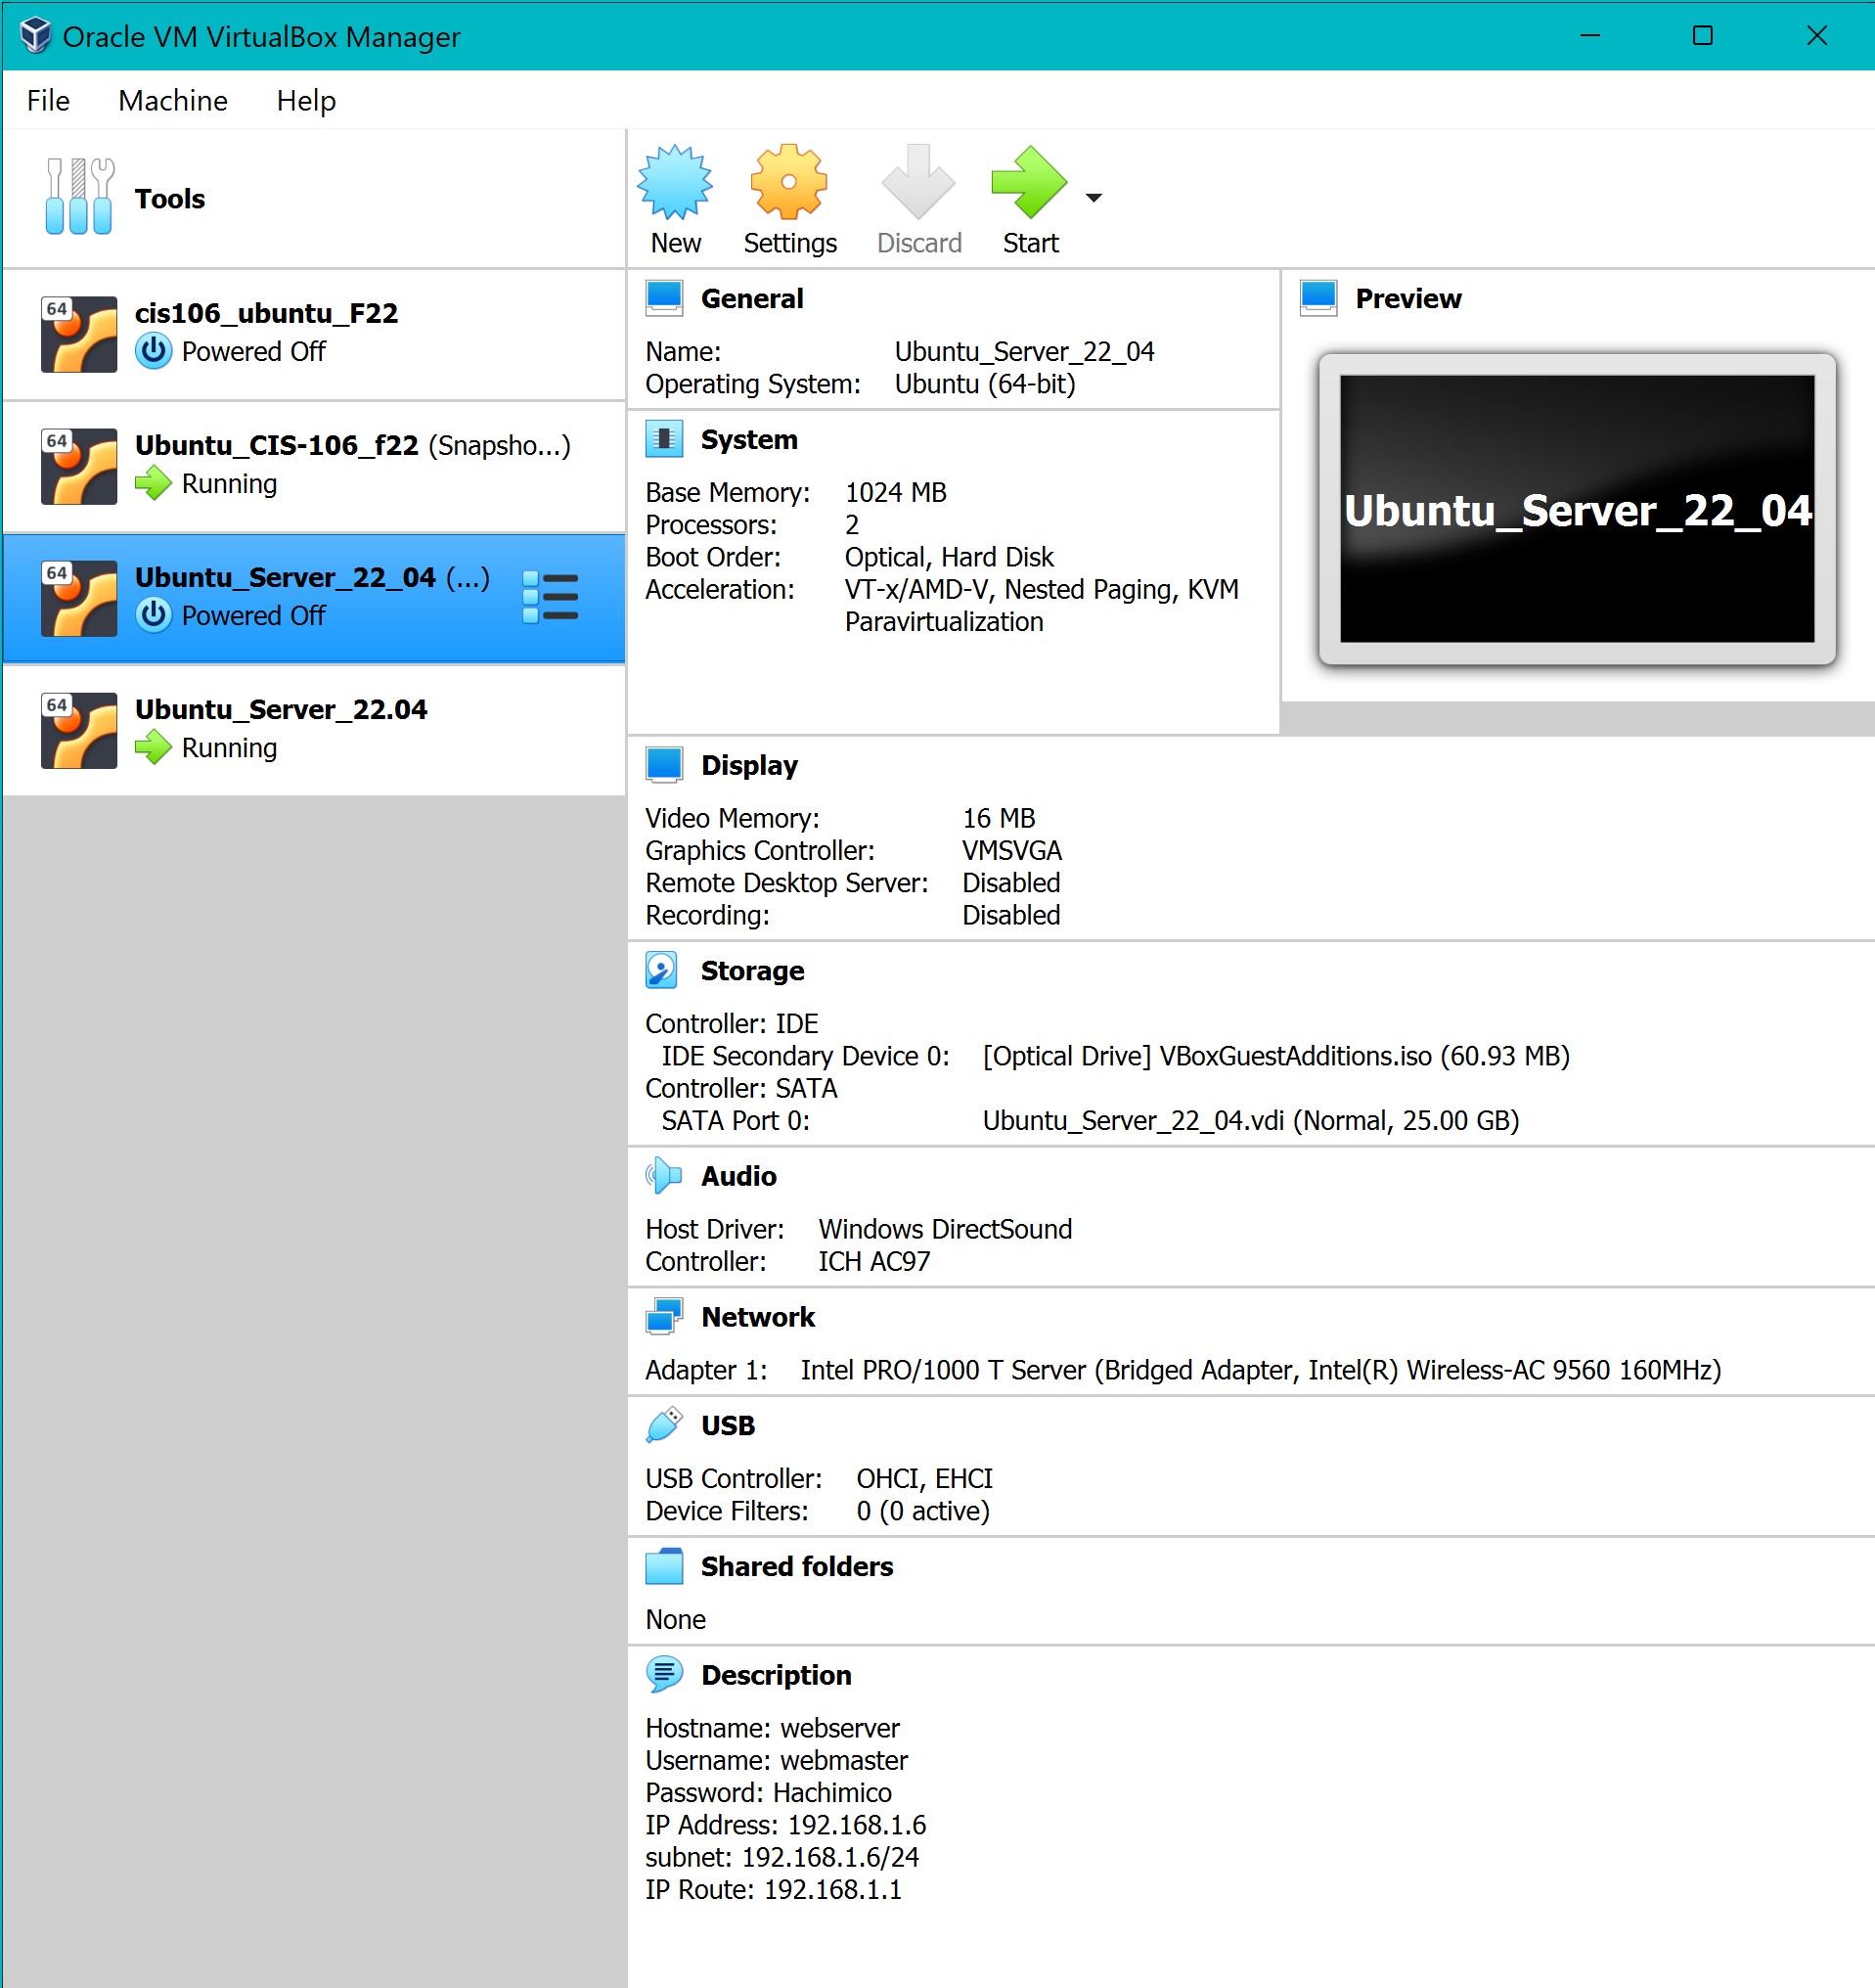 Oracle VM VirtualBox Manager
File Machine Help
Tools
New Settings Discard Start
64
cis106_ubuntu_F22
Powered Off
64
Ubuntu_CIS-106_f22 (Snapsho...)
Running
64
Ubuntu_Server_22_04 (...)
Powered Off
64
Ubuntu_Server_22.04
Running
General
Name: Ubuntu_Server_22_04
Operating System: Ubuntu (64-bit)
Preview
Ubuntu_Server_22_04
System
Base Memory: 1024 MB
Processors: 2
Boot Order: Optical, Hard Disk
Acceleration: VT-x/AMD-V, Nested Paging, KVM
Paravirtualization
Display
Video Memory: 16 MB
Graphics Controller: VMSVGA
Remote Desktop Server: Disabled
Recording: Disabled
Storage
Controller: IDE
IDE Secondary Device 0: [Optical Drive] VBoxGuestAdditions.iso (60.93 MB)
Controller: SATA
SATA Port 0: Ubuntu_Server_22_04.vdi (Normal, 25.00 GB)
Audio
Host Driver: Windows DirectSound
Controller: ICH AC97
Network
Adapter 1: Intel PRO/1000 T Server (Bridged Adapter, Intel(R) Wireless-AC 9560 160MHz)
USB
USB Controller: OHCI, EHCI
Device Filters: 0 (0 active)
Shared folders
None
Description
Hostname: webserver
Username: webmaster
Password: Hachimico
IP Address: 192.168.1.6
subnet: 192.168.1.6/24
IP Route: 192.168.1.1